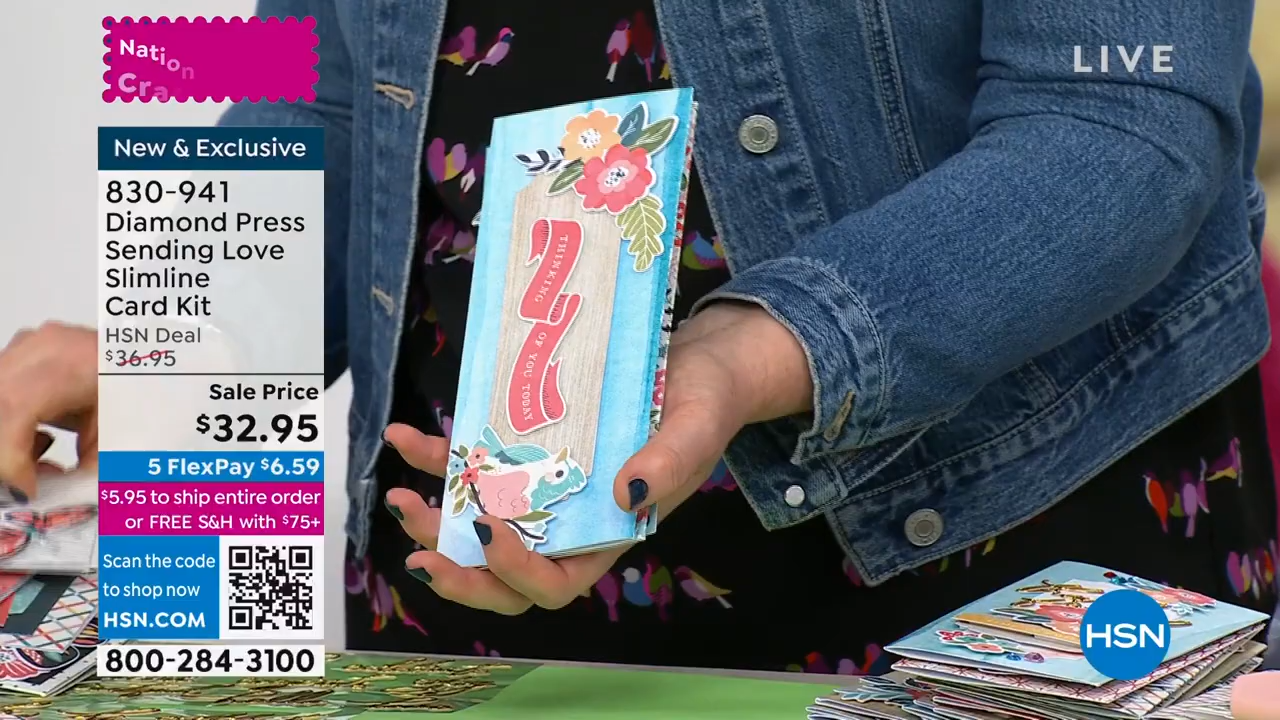 Nation
Cra
LIVE
New & Exclusive
830-941
Diamond Press
Sending Love
Slimline
Card Kit
HSN Deal
$36.95
Sale Price
$32.95
5 FlexPay $6.59
$5.95 to ship entire order
or FREE S&H with $75+
Scan the code
to shop now
HSN.COM
800-284-3100
THINKING
OF YOU TODAY
HSN